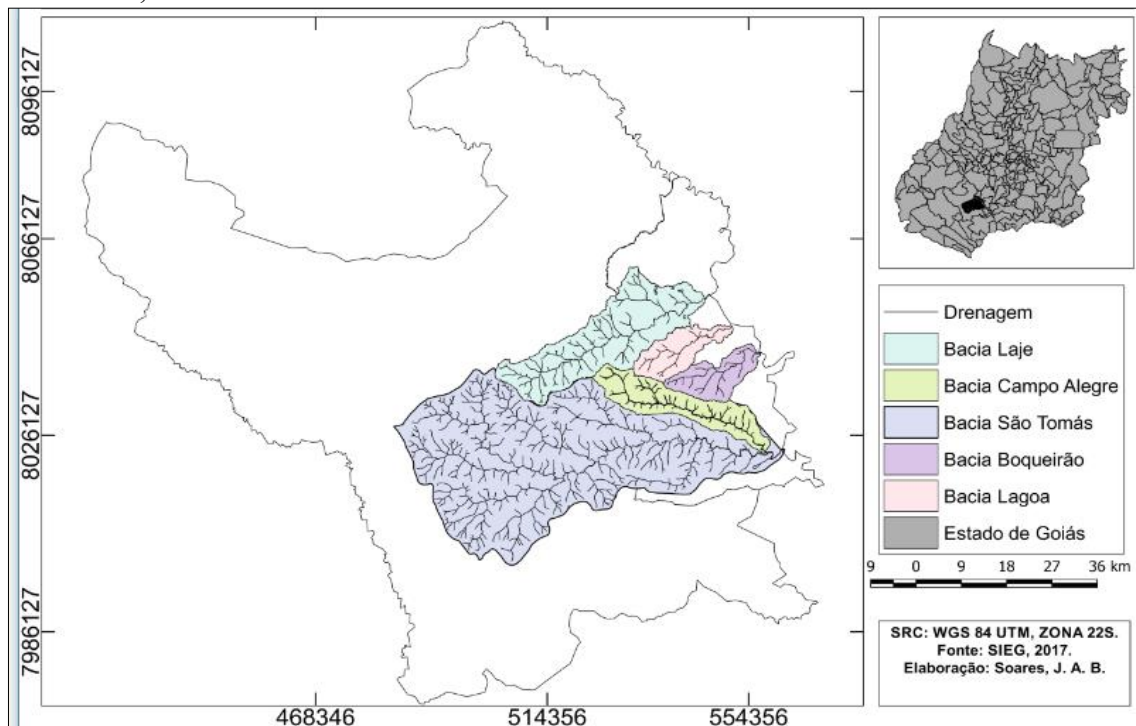 8096127
8066127
8026127
7986127
468346
514356
554356
Drenagem
Bacia Laje
Bacia Campo Alegre
Bacia São Tomás
Bacia Boqueirão
Bacia Lagoa
Estado de Goiás
9 0 9 18 27 36 km
SRC: WGS 84 UTM, ZONA 22S.
Fonte: SIEG, 2017.
Elaboração: Soares, J. A. B.